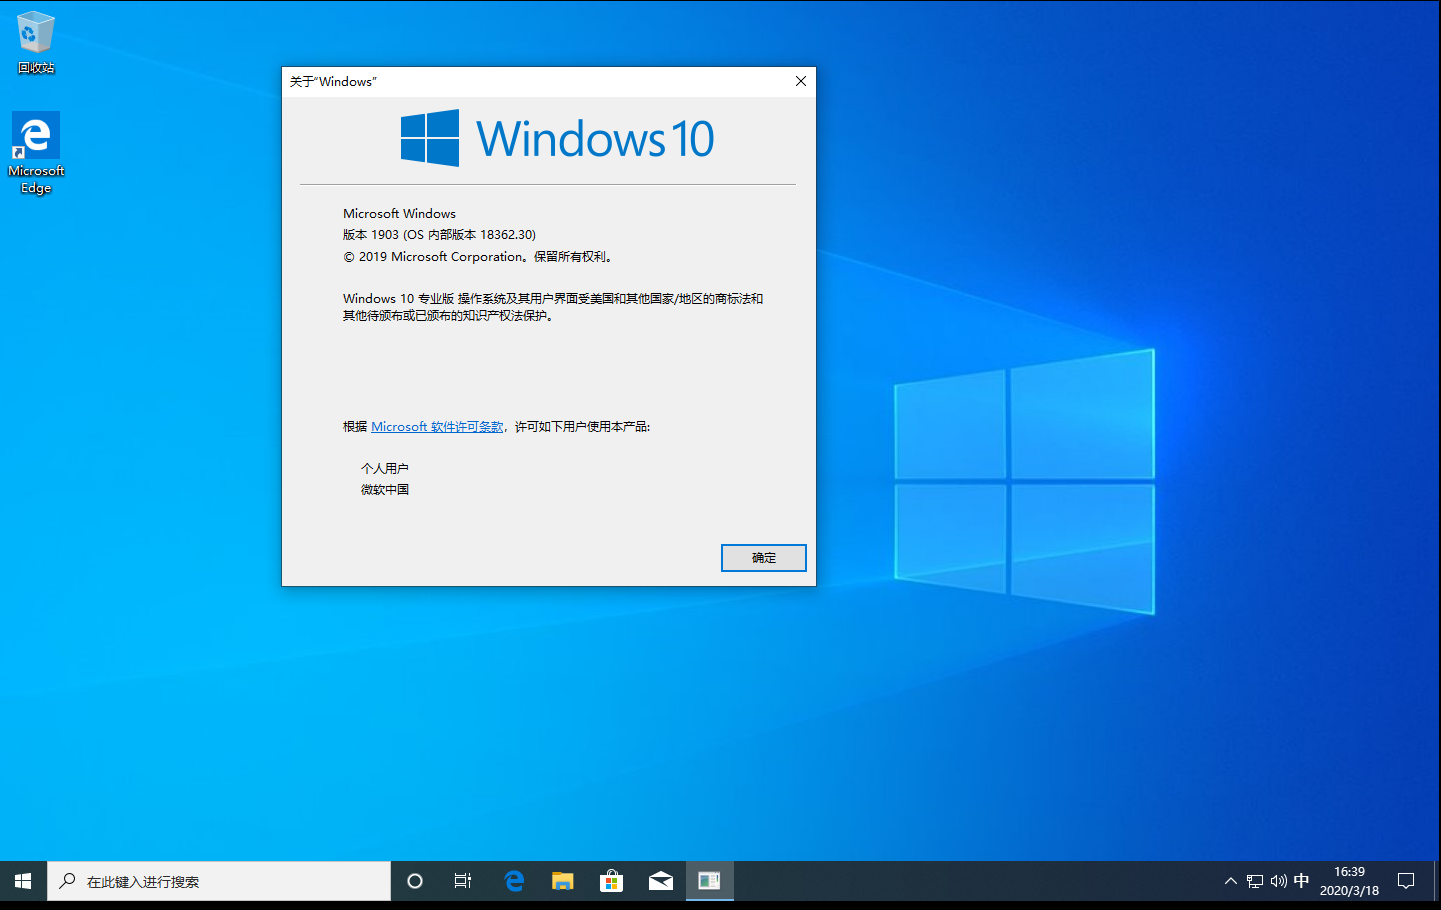 回收站
Microsoft
Edge
关于“Windows”
Windows 10
Microsoft Windows
版本 1903 (OS 内部版本 18362.30)
© 2019 Microsoft Corporation。保留所有权利。
Windows 10 专业版 操作系统及其用户界面受美国和其他国家/地区的商标法和
其他待颁布或已颁布的知识产权法保护。
根据 Microsoft 软件许可条款，许可如下用户使用本产品:
个人用户
微软中国
确定
在此键入进行搜索
中
16:39
2020/3/18